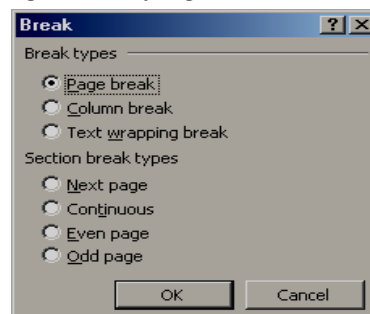 Break
Break types
Page break
Column break
Text wrapping break
Section break types
Next page
Continuous
Even page
Odd page
OK Cancel